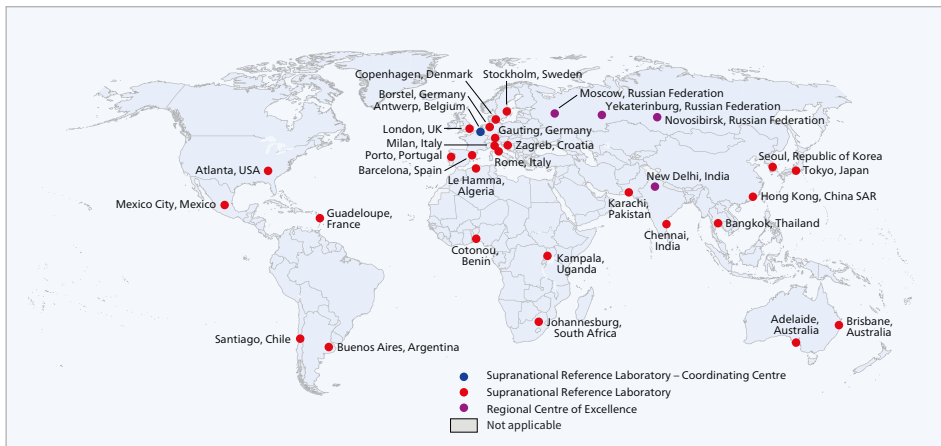 Copenhagen, Denmark
Stockholm, Sweden
Borstel, Germany
Antwerp, Belgium
Moscow, Russian Federation
Yekaterinburg, Russian Federation
Novosibirsk, Russian Federation
London, UK
Gauting, Germany
Milan, Italy
Zagreb, Croatia
Porto, Portugal
Rome, Italy
Barcelona, Spain
Seoul, Republic of Korea
Tokyo, Japan
Atlanta, USA
Le Hamma,
Algeria
New Delhi, India
Karachi,
Pakistan
Hong Kong, China SAR
Mexico City, Mexico
Guadeloupe,
France
Bangkok, Thailand
Chennai,
India
Cotonou,
Benin
Kampala,
Uganda
Johannesburg,
South Africa
Adelaide,
Australia
Brisbane,
Australia
Santiago, Chile
Buenos Aires, Argentina
Supranational Reference Laboratory – Coordinating Centre
Supranational Reference Laboratory
Regional Centre of Excellence
Not applicable